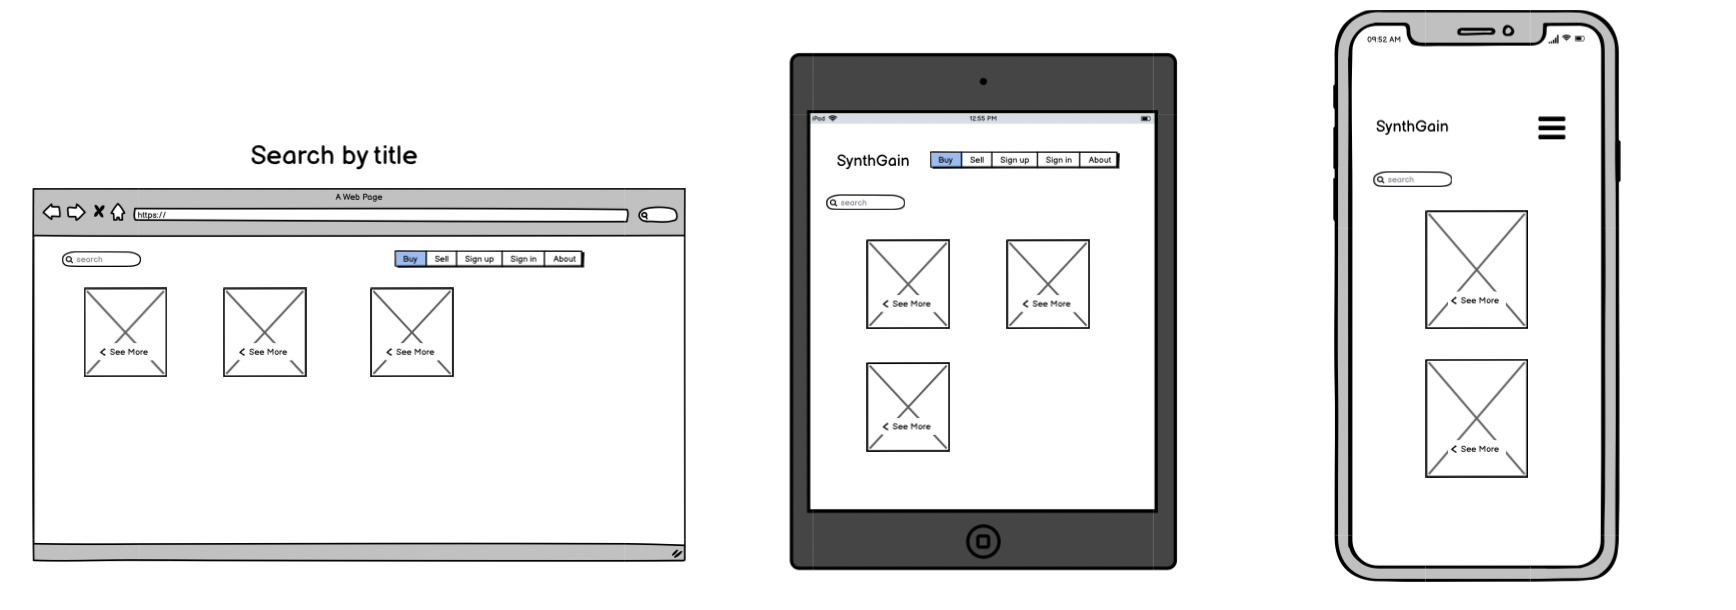 Search by title
A Web Page
https://
search
Buy Sell Sign up Sign in About
< See More < See More < See More
iPad 12:55 PM
SynthGain Buy Sell Sign up Sign in About
search
< See More < See More
< See More
09:52 AM
SynthGain
search
< See More
< See More